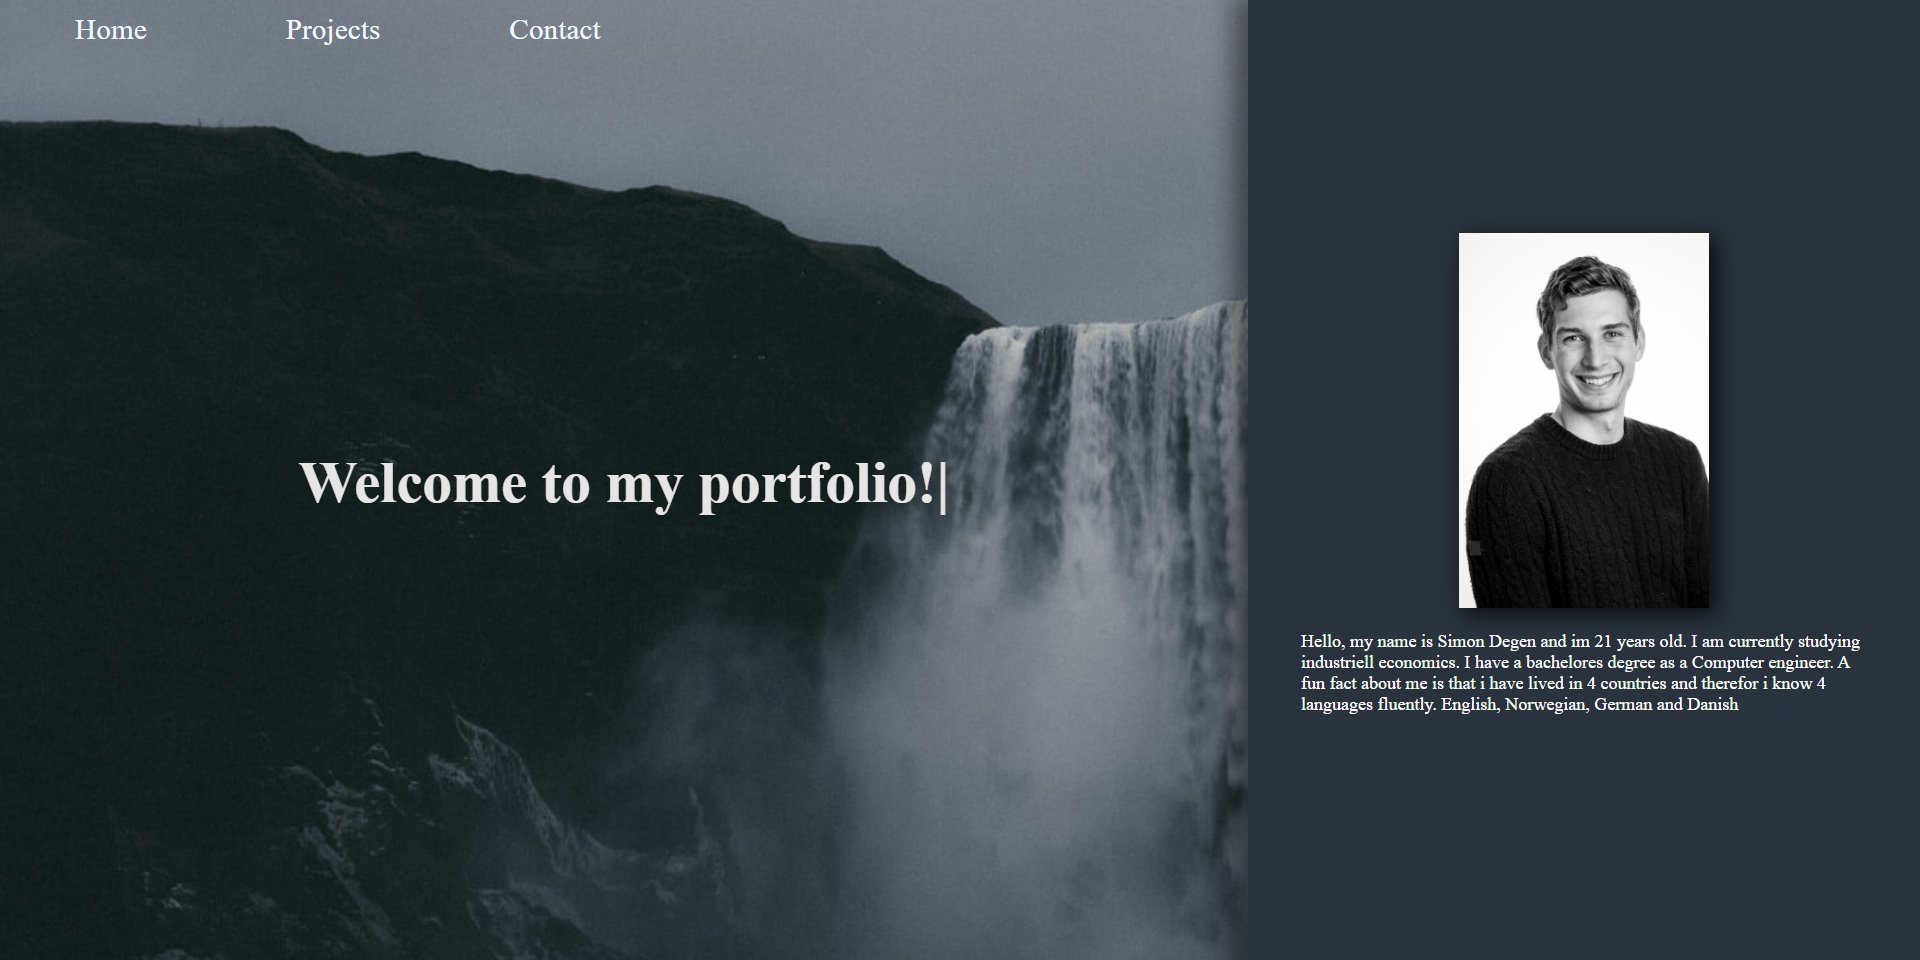 Home Projects Contact
Welcome to my portfolio!|
Hello, my name is Simon Degen and im 21 years old. I am currently studying
industriell economics. I have a bachelores degree as a Computer engineer. A
fun fact about me is that i have lived in 4 countries and therefor i know 4
languages fluently. English, Norwegian, German and Danish